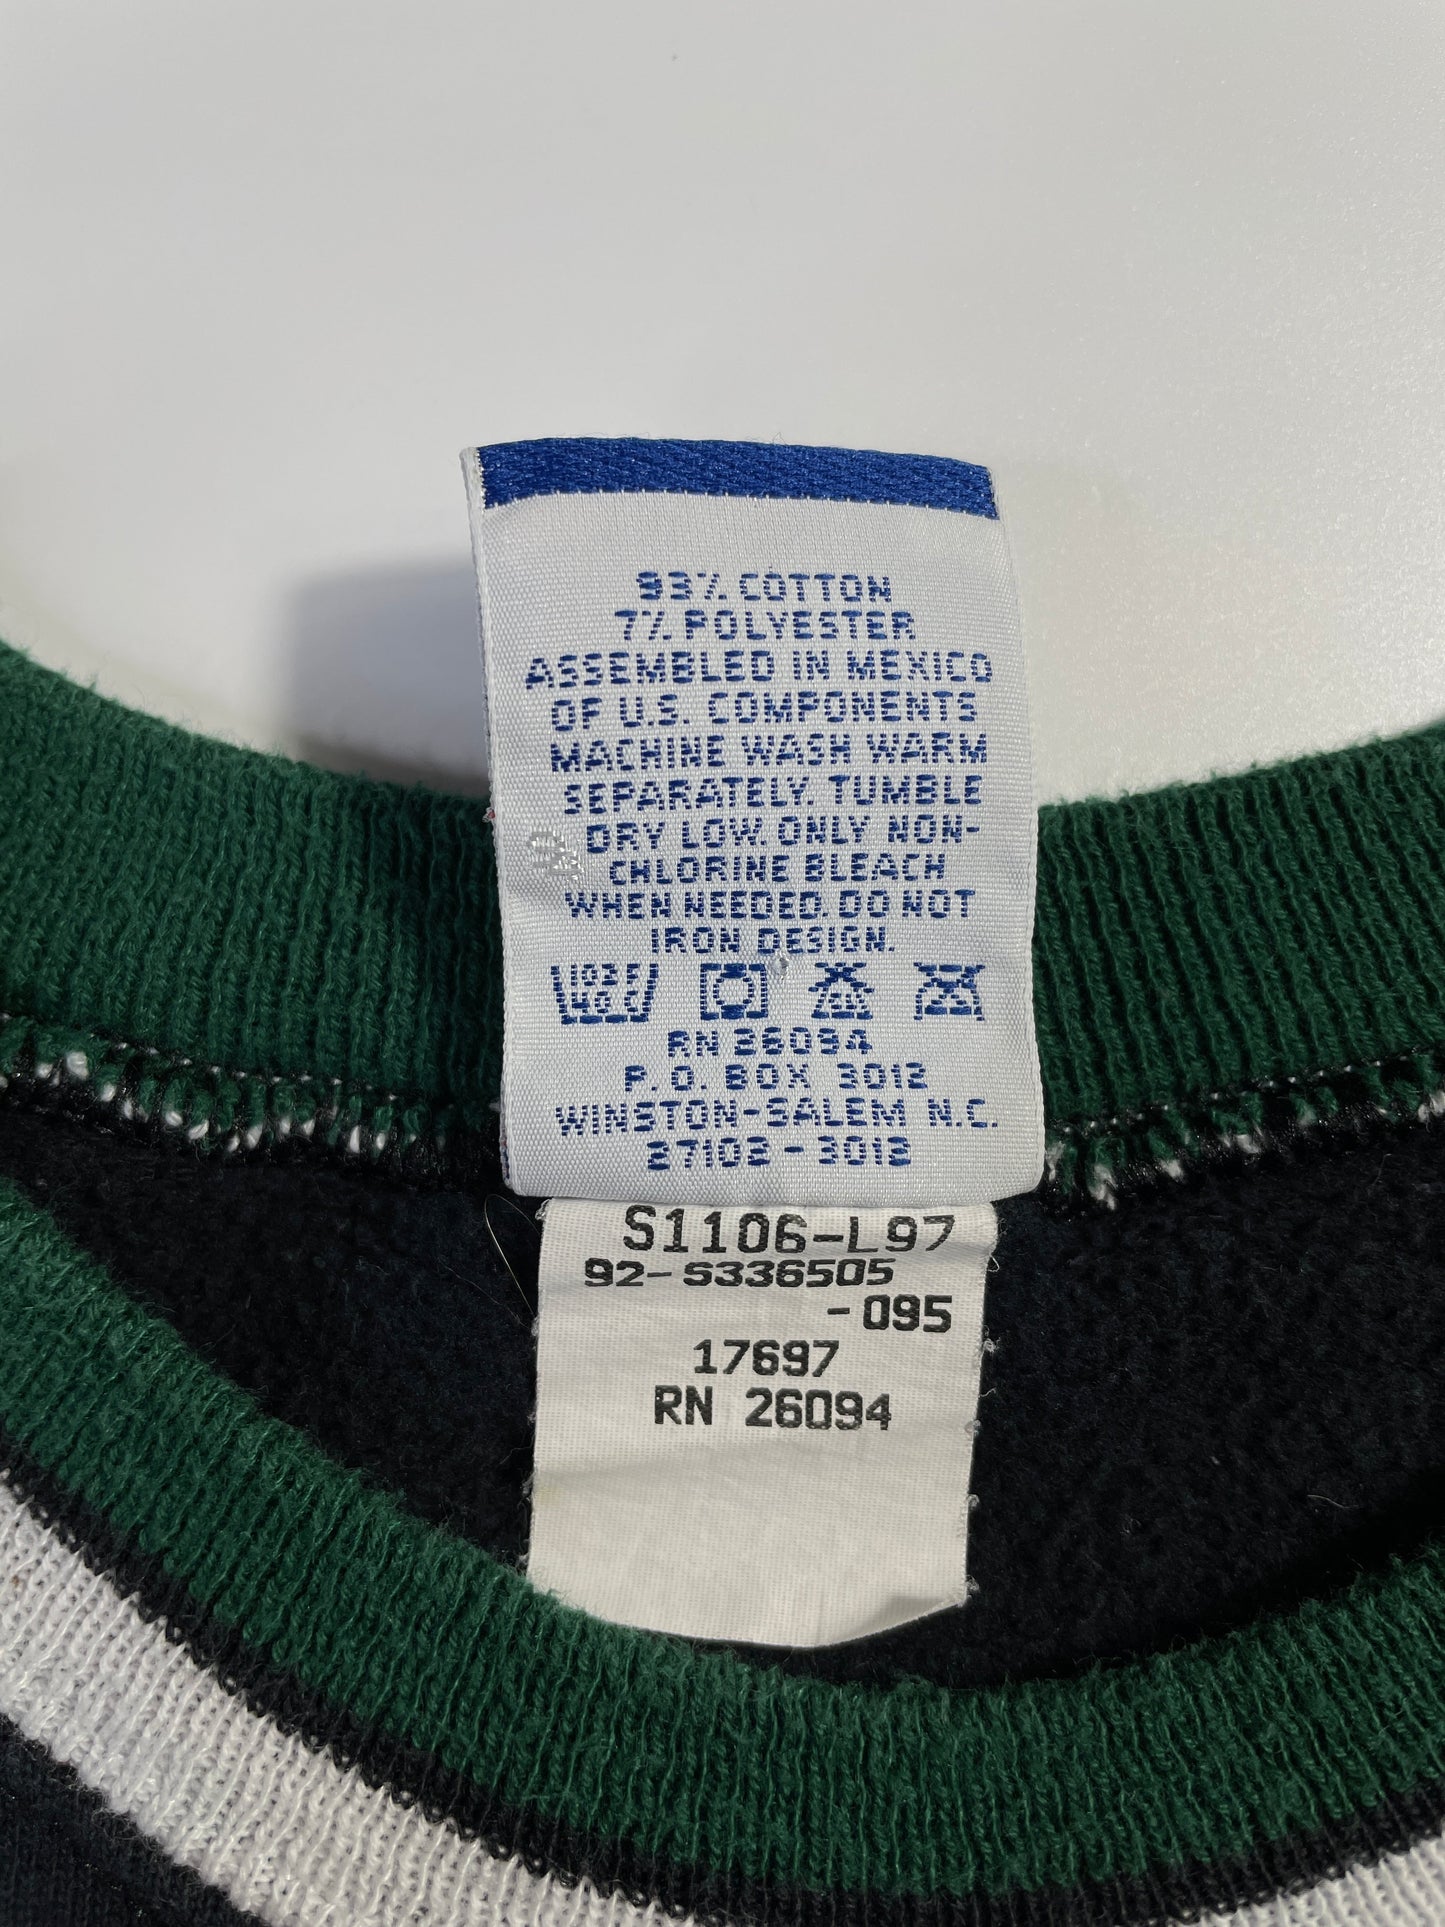 93% COTTON
7% POLYESTER
ASSEMBLED IN MEXICO
OF U.S. COMPONENTS
MACHINE WASH WARM
SEPARATELY. TUMBLE
DRY LOW. ONLY NON-
CHLORINE BLEACH
WHEN NEEDED. DO NOT
IRON DESIGN.
RN 26094
P.O. BOX 3012
WINSTON-SALEM N.C.
27102-3012
S1106-L97
92-S336505
-095
17697
RN 26094